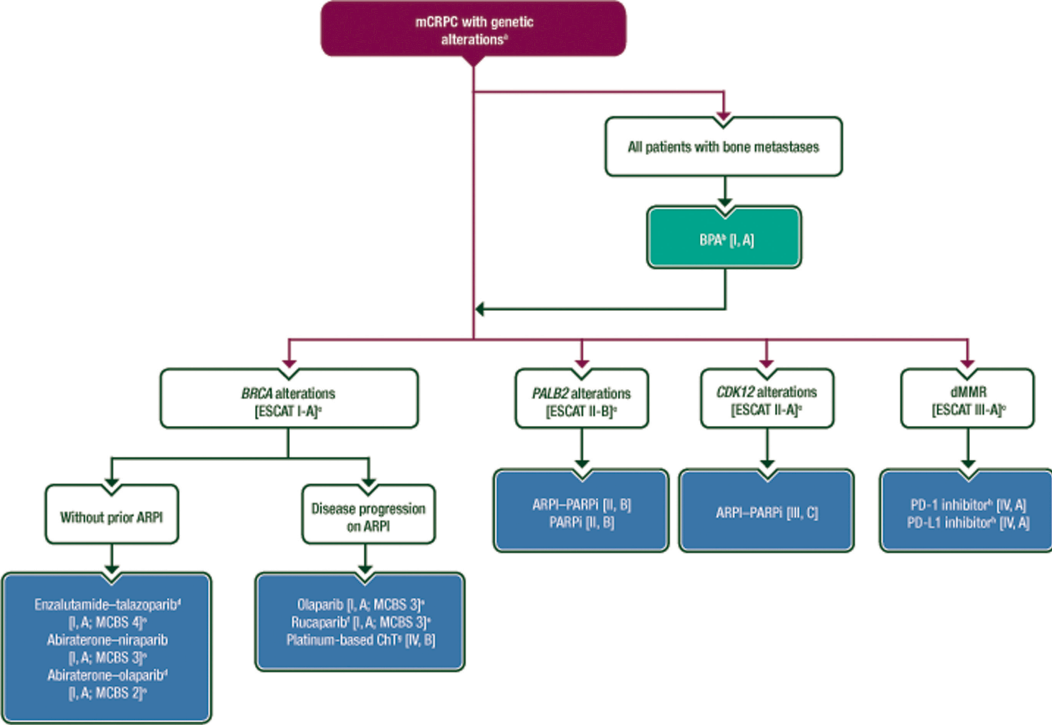 mCRPC with genetic
alterationsᵃ
All patients with bone metastases
BPAᵇ [I, A]
BRCA alterations
[ESCAT I-A]ᶜ
PALB2 alterations
[ESCAT II-B]ᶜ
CDK12 alterations
[ESCAT II-A]ᶜ
dMMR
[ESCAT III-A]ᶜ
Without prior ARPI
Disease progression
on ARPI
ARPI–PARPi [II, B]
PARPi [II, B]
ARPI–PARPi [III, C]
PD-1 inhibitorʰ [IV, A]
PD-L1 inhibitorʰ [IV, A]
Enzalutamide–talazoparibᵈ
[I, A; MCBS 4]ᵉ
Abiraterone–niraparib
[I, A; MCBS 3]ᵉ
Abiraterone–olaparibᵈ
[I, A; MCBS 2]ᵉ
Olaparib [I, A; MCBS 3]ᵉ
Rucaparibᶠ [I, A; MCBS 3]ᵉ
Platinum-based ChTᵍ [IV, B]